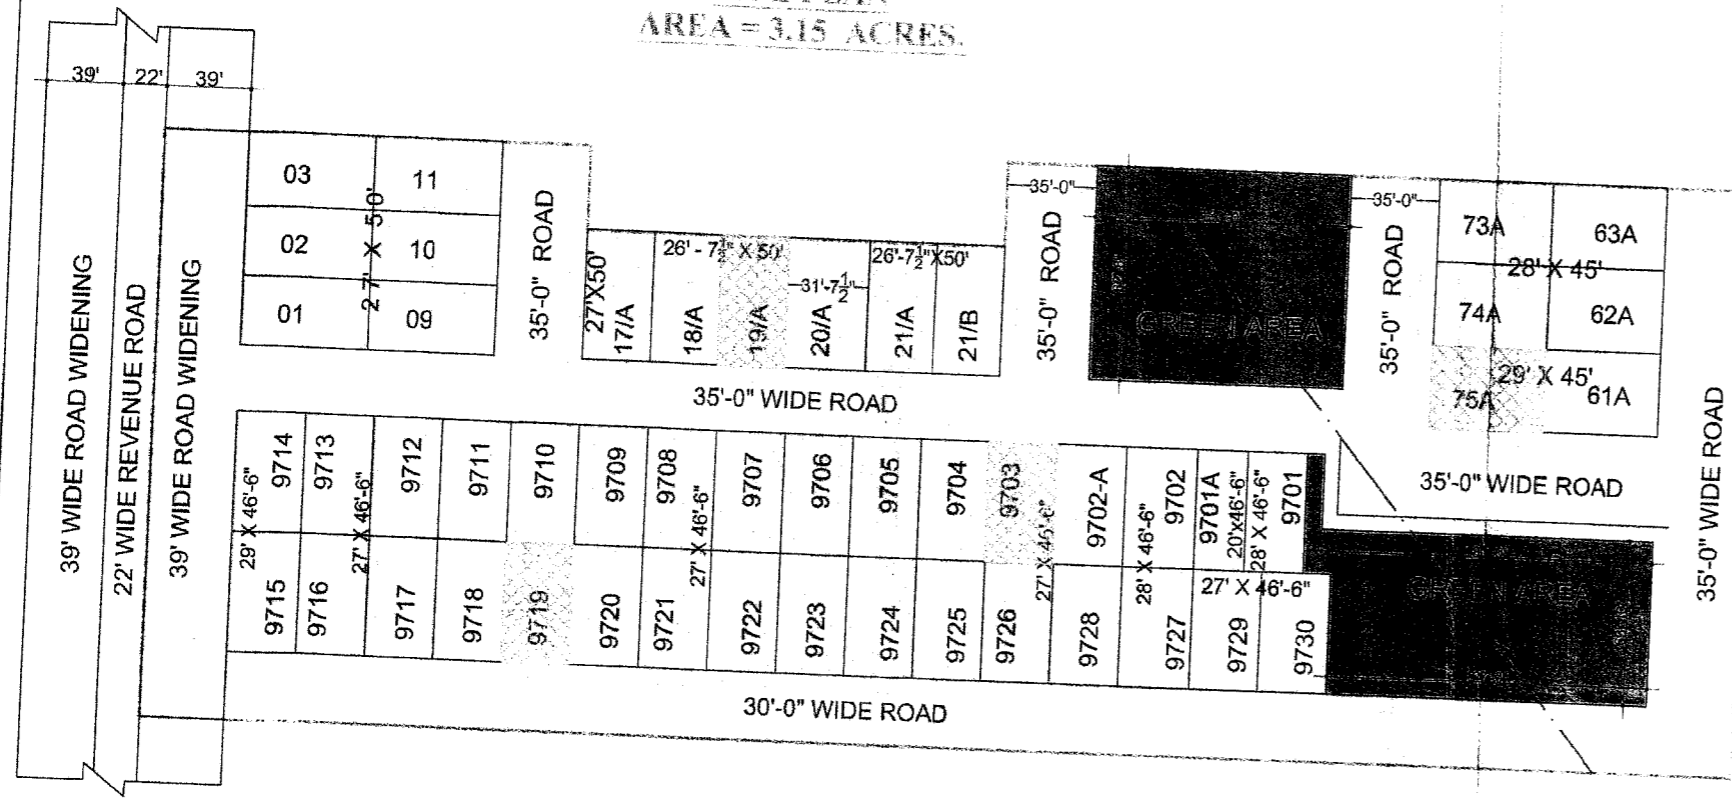 AREA = 3.15 ACRES.
39' 22' 39'
39' WIDE ROAD WIDENING
22' WIDE REVENUE ROAD
39' WIDE ROAD WIDENING
03 11
02 10
01 09
27' X 50'
35'-0" ROAD
27'X50'
26' - 7½" X 50'
31'-7½"
26'-7½"X50'
17/A 18/A 19/A 20/A 21/A 21/B
35'-0"
35'-0" ROAD
GREEN AREA
35'-0"
35'-0" ROAD
73A 63A
28' X 45'
74A 62A
29' X 45'
75A 61A
35'-0" WIDE ROAD
35'-0" WIDE ROAD
35'-0" WIDE ROAD
29' X 46'-6"
9714 9713
27' X 46'-6"
9712 9711 9710 9709 9708
27' X 46'-6"
9707 9706 9705 9704 9703
27' X 46'-6"
9702-A
28' X 46'-6"
9702 9701A
20'x46'-6"
28' X 46'-6"
9701
27' X 46'-6"
9715 9716 9717 9718 9719 9720 9721 9722 9723 9724 9725 9726 9728 9727 9729 9730
GREEN AREA
30'-0" WIDE ROAD